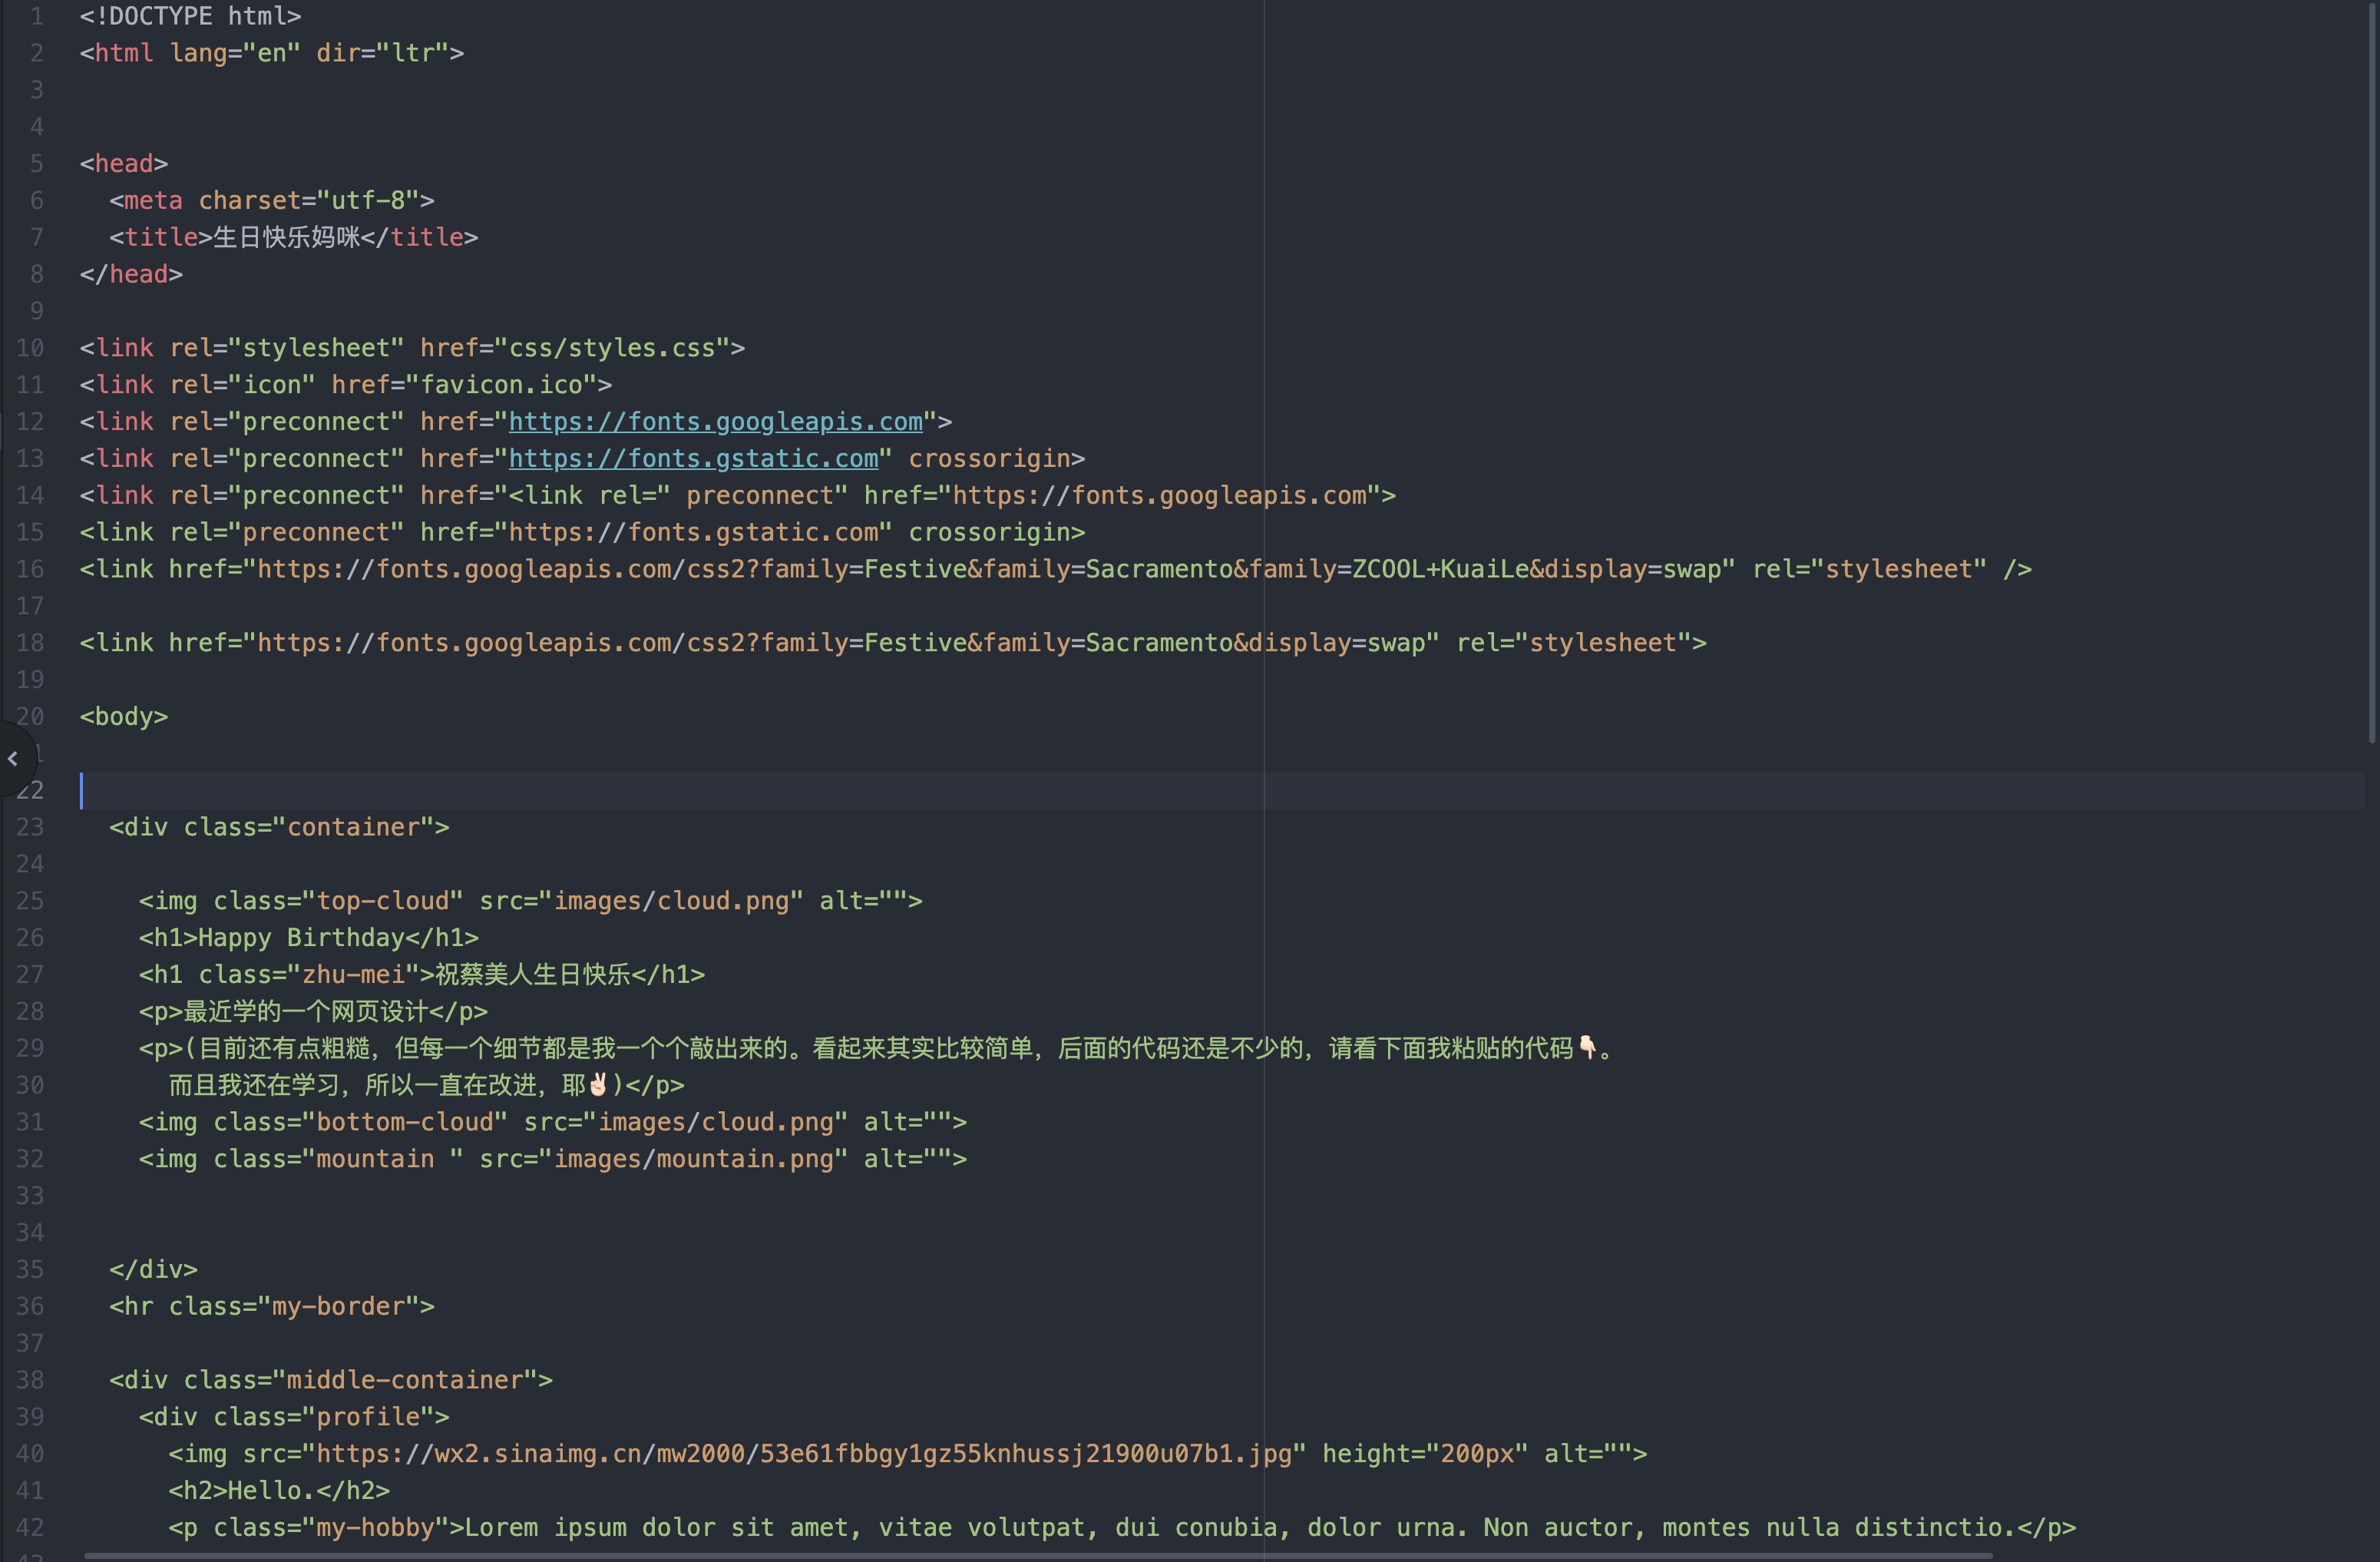 1 <!DOCTYPE html>
2 <html lang="en" dir="ltr">
3
4
5 <head>
6   <meta charset="utf-8">
7   <title>生日快乐妈咪</title>
8 </head>
9
10 <link rel="stylesheet" href="css/styles.css">
11 <link rel="icon" href="favicon.ico">
12 <link rel="preconnect" href="https://fonts.googleapis.com">
13 <link rel="preconnect" href="https://fonts.gstatic.com" crossorigin>
14 <link rel="preconnect" href="<link rel=" preconnect" href="https://fonts.googleapis.com">
15 <link rel="preconnect" href="https://fonts.gstatic.com" crossorigin>
16 <link href="https://fonts.googleapis.com/css2?family=Festive&family=Sacramento&family=ZCOOL+KuaiLe&display=swap" rel="stylesheet" />
17
18 <link href="https://fonts.googleapis.com/css2?family=Festive&family=Sacramento&display=swap" rel="stylesheet">
19
20 <body>
22
23   <div class="container">
24
25     <img class="top-cloud" src="images/cloud.png" alt="">
26     <h1>Happy Birthday</h1>
27     <h1 class="zhu-mei">祝蔡美人生日快乐</h1>
28     <p>最近学的一个网页设计</p>
29     <p>(目前还有点粗糙，但每一个细节都是我一个个敲出来的。看起来其实比较简单，后面的代码还是不少的，请看下面我粘贴的代码👇🏻。
30       而且我还在学习，所以一直在改进，耶✌🏻)</p>
31     <img class="bottom-cloud" src="images/cloud.png" alt="">
32     <img class="mountain " src="images/mountain.png" alt="">
33
34
35   </div>
36   <hr class="my-border">
37
38   <div class="middle-container">
39     <div class="profile">
40       <img src="https://wx2.sinaimg.cn/mw2000/53e61fbbgy1gz55knhussj21900u07b1.jpg" height="200px" alt="">
41       <h2>Hello.</h2>
42       <p class="my-hobby">Lorem ipsum dolor sit amet, vitae volutpat, dui conubia, dolor urna. Non auctor, montes nulla distinctio.</p>